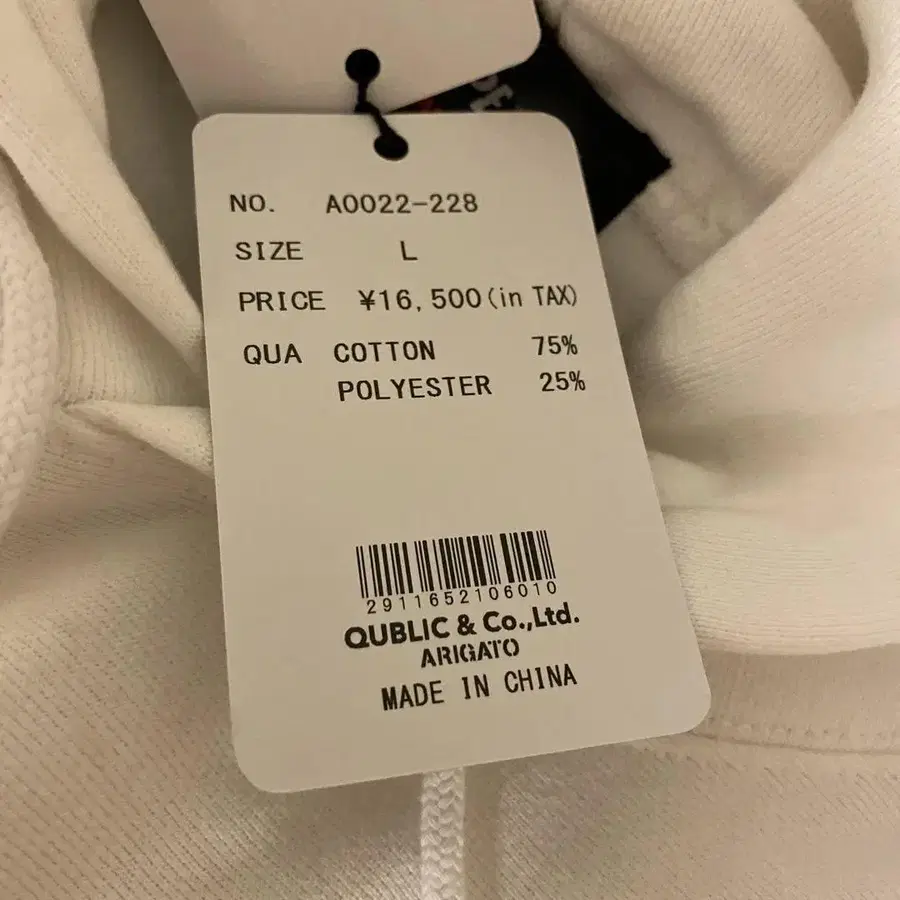 NO. A0022-228
SIZE L
PRICE ¥16,500(in TAX)
QUA COTTON 75%
POLYESTER 25%
2911652106010
QUBLIC & Co.,Ltd.
ARIGATO
MADE IN CHINA